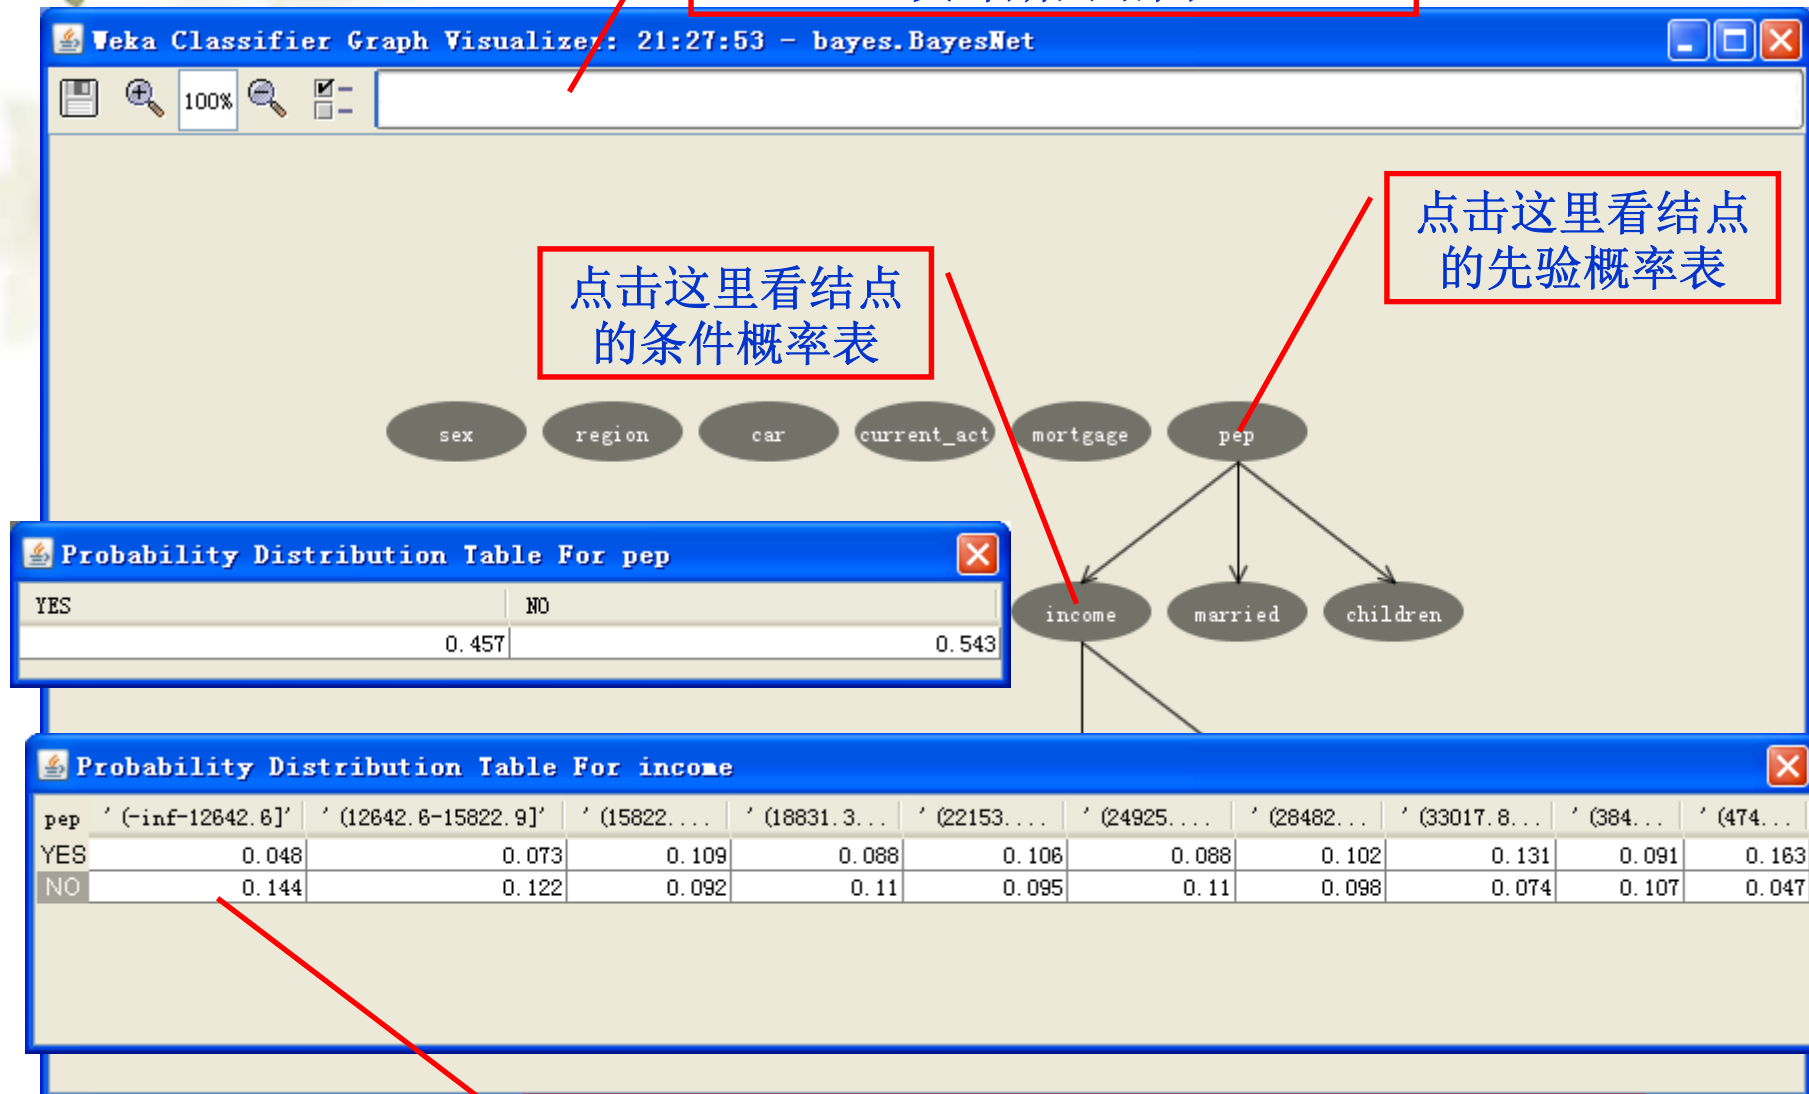 Weka Classifier Graph Visualizer: 21:27:53 - bayes.BayesNet
100%
点击这里看结点
的先验概率表
点击这里看结点
的条件概率表
sex region car current_act mortgage pep
Probability Distribution Table For pep
YES NO
0.457 0.543
income married children
Probability Distribution Table For income
pep '(-inf-12642.6]' '(12642.6-15822.9]' '(15822.... '(18831.3... '(22153.... '(24925.... '(28482... '(33017.8... '(384... '(474...
YES 0.048 0.073 0.109 0.088 0.106 0.088 0.102 0.131 0.091 0.163
NO 0.144 0.122 0.092 0.11 0.095 0.11 0.098 0.074 0.107 0.047